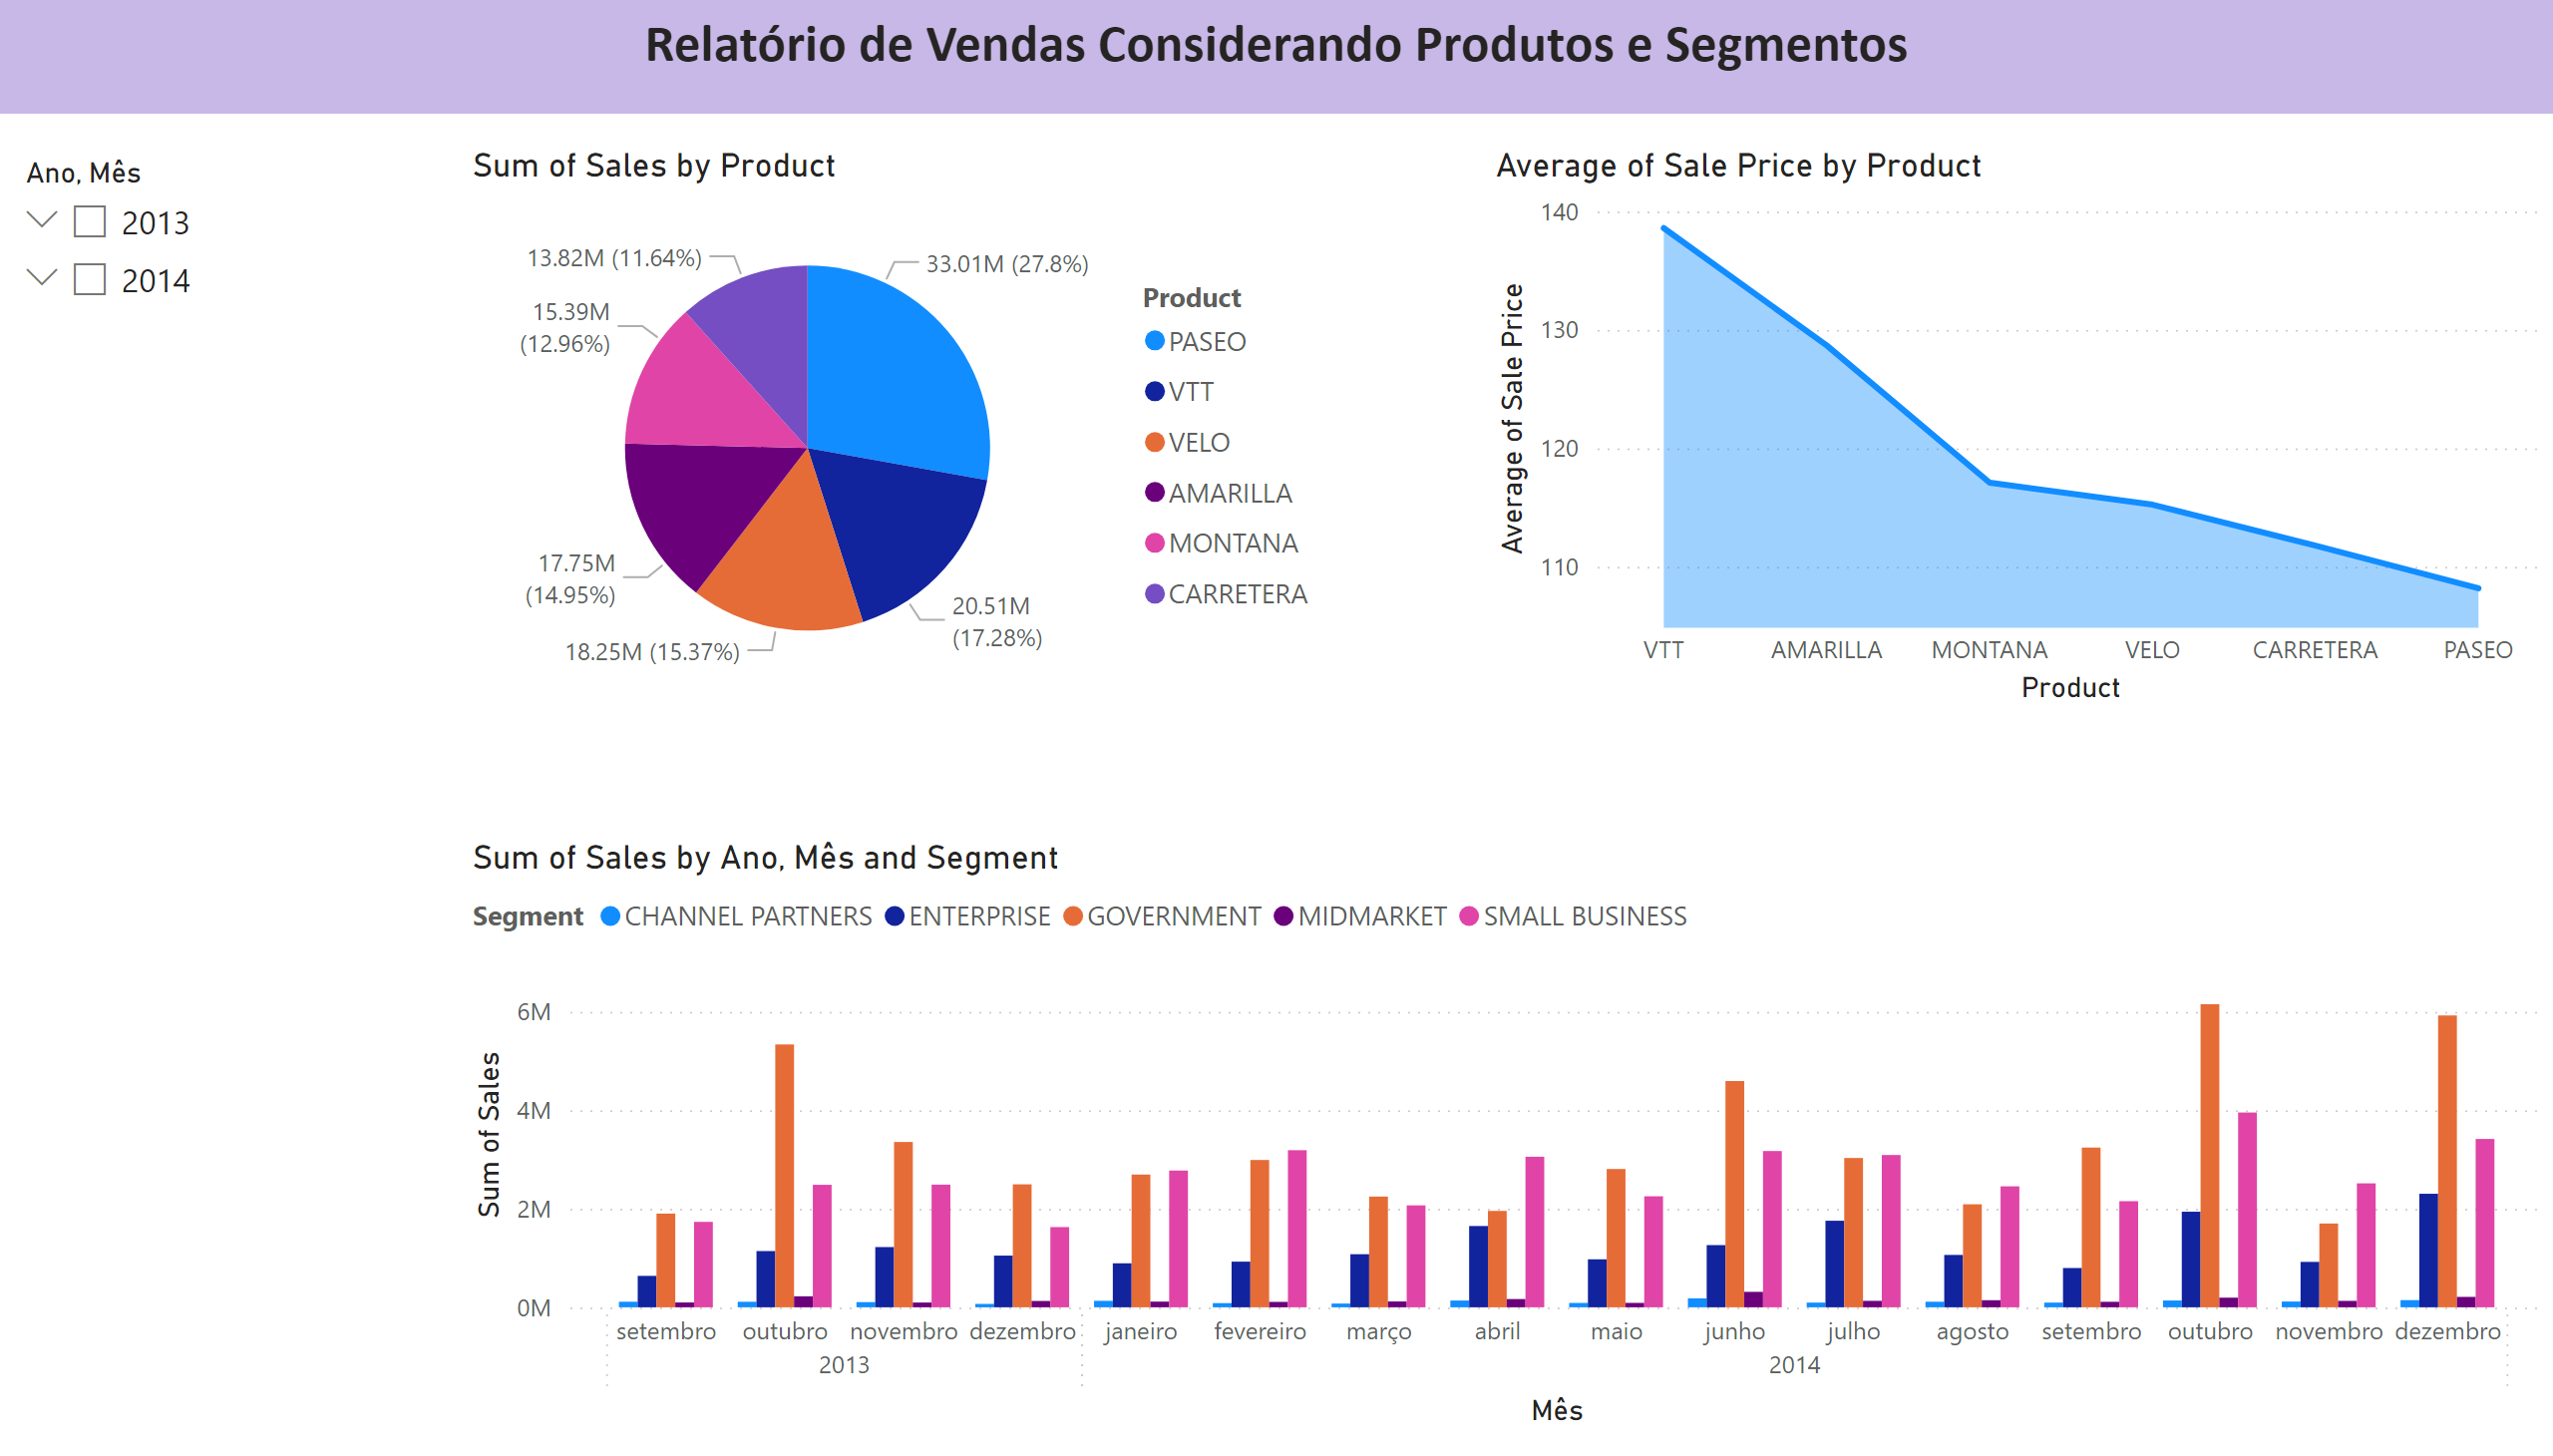 Relatório de Vendas Considerando Produtos e Segmentos
Ano, Mês
2013
2014
Sum of Sales by Product
13.82M (11.64%)
33.01M (27.8%)
15.39M
(12.96%)
17.75M
(14.95%)
18.25M (15.37%)
20.51M
(17.28%)
Product
PASEO
VTT
VELO
AMARILLA
MONTANA
CARRETERA
Average of Sale Price by Product
Average of Sale Price
140
130
120
110
VTT AMARILLA MONTANA VELO CARRETERA PASEO
Product
Sum of Sales by Ano, Mês and Segment
Segment CHANNEL PARTNERS ENTERPRISE GOVERNMENT MIDMARKET SMALL BUSINESS
Sum of Sales
6M
4M
2M
0M
setembro outubro novembro dezembro janeiro fevereiro março abril maio junho julho agosto setembro outubro novembro dezembro
2013 2014
Mês